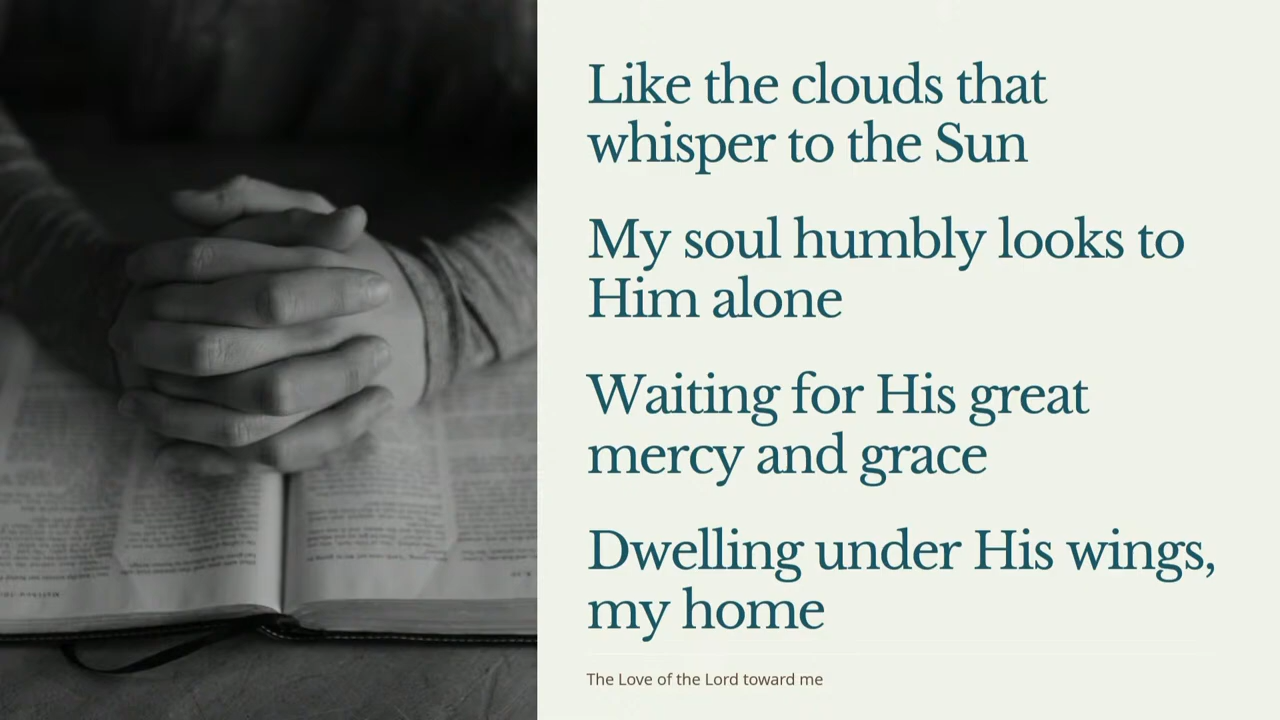 Like the clouds that
whisper to the Sun
My soul humbly looks to
Him alone
Waiting for His great
mercy and grace
Dwelling under His wings,
my home
The Love of the Lord toward me